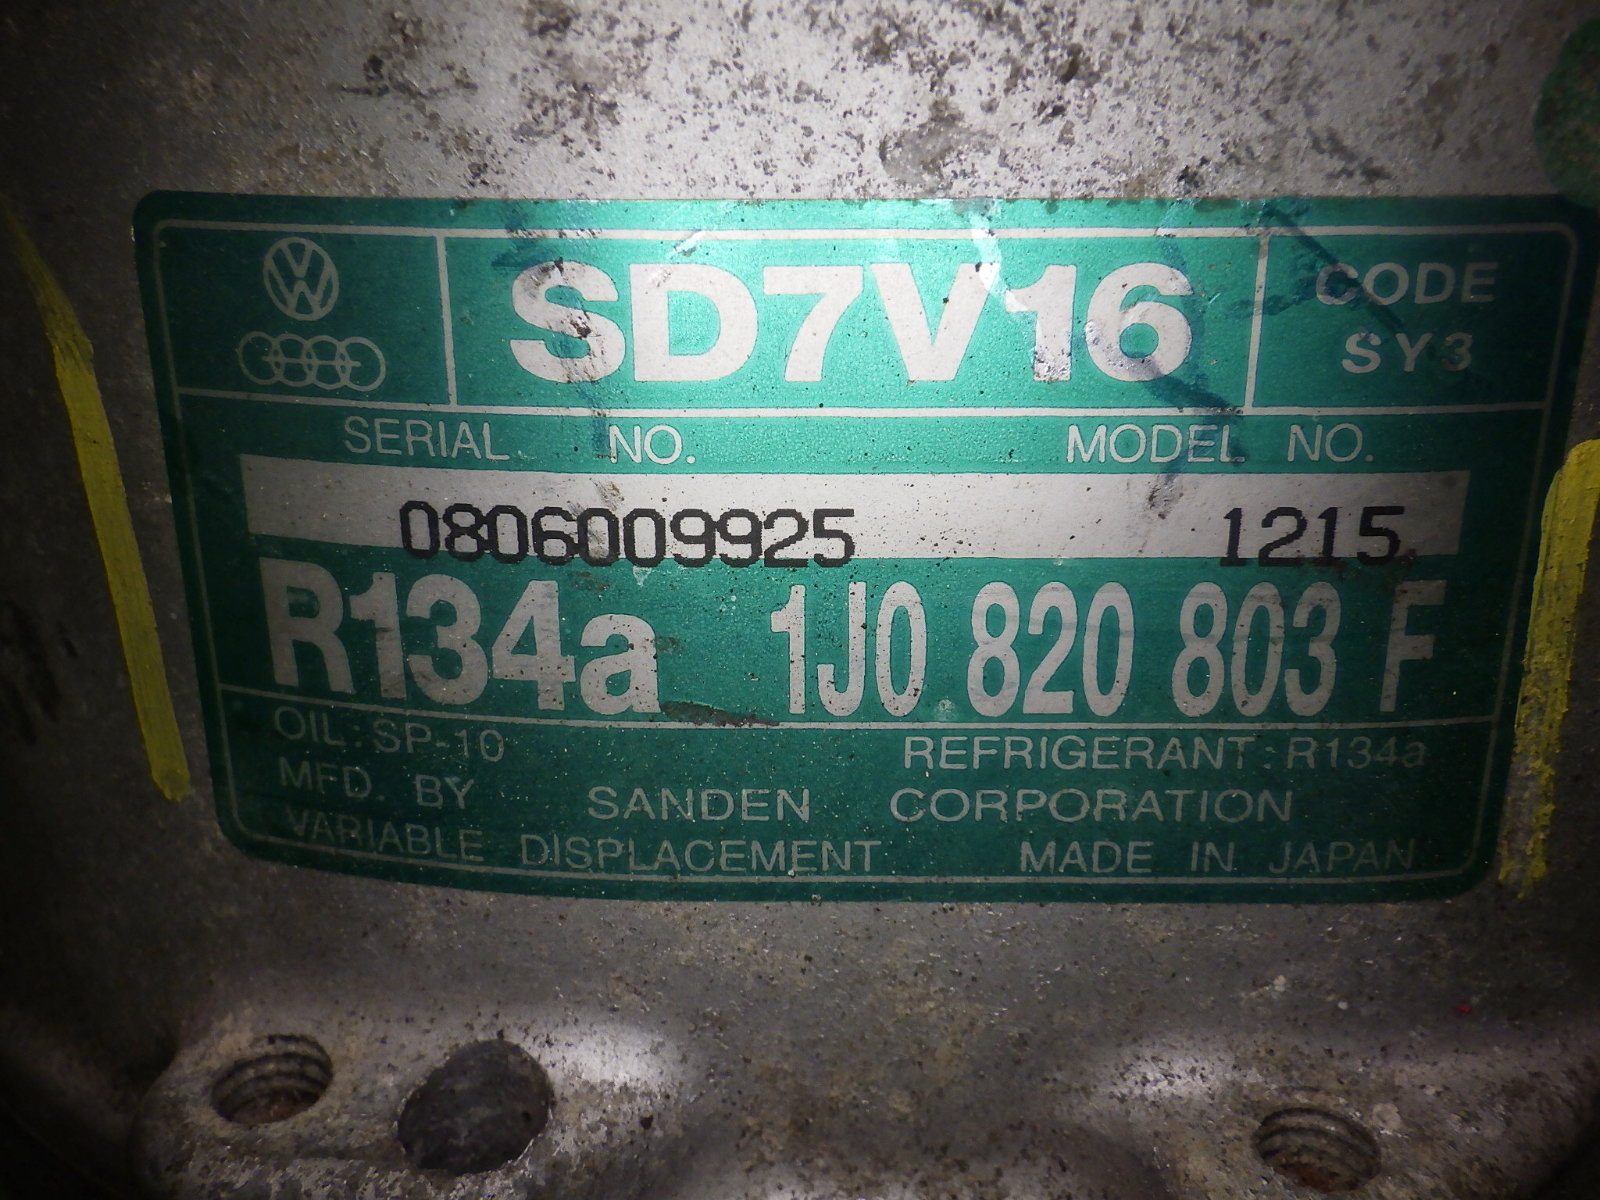 SD7V16
CODE
SY3
SERIAL NO. MODEL NO.
0806009925 1215
R134a 1J0 820 803 F
OIL: SP-10 REFRIGERANT: R134a
MFD. BY SANDEN CORPORATION
VARIABLE DISPLACEMENT MADE IN JAPAN